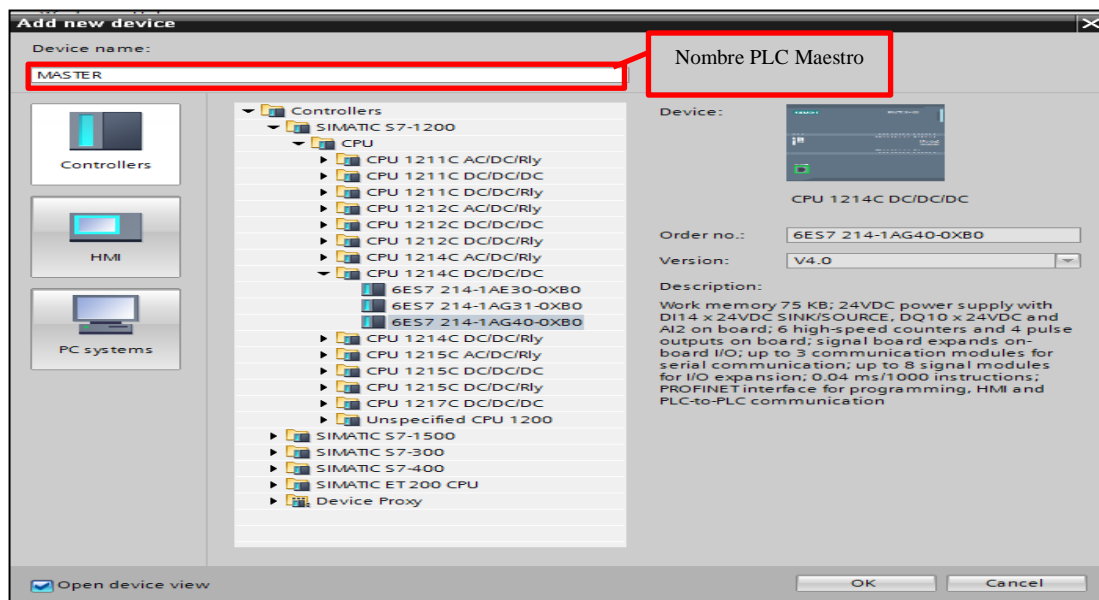 Add new device
Device name:
Nombre PLC Maestro
MASTER
Controllers
HMI
PC systems
Controllers
SIMATIC S7-1200
CPU
CPU 1211C AC/DC/Rly
CPU 1211C DC/DC/DC
CPU 1211C DC/DC/Rly
CPU 1212C AC/DC/Rly
CPU 1212C DC/DC/DC
CPU 1212C DC/DC/Rly
CPU 1214C AC/DC/Rly
CPU 1214C DC/DC/DC
6ES7 214-1AE30-0XB0
6ES7 214-1AG31-0XB0
6ES7 214-1AG40-0XB0
CPU 1214C DC/DC/Rly
CPU 1215C AC/DC/Rly
CPU 1215C DC/DC/DC
CPU 1215C DC/DC/Rly
CPU 1217C DC/DC/DC
Unspecified CPU 1200
SIMATIC S7-1500
SIMATIC S7-300
SIMATIC S7-400
SIMATIC ET 200 CPU
Device Proxy
Device:
CPU 1214C DC/DC/DC
Order no.:
6ES7 214-1AG40-0XB0
Version:
V4.0
Description:
Work memory 75 KB; 24VDC power supply with
DI14 x 24VDC SINK/SOURCE, DQ10 x 24VDC and
AI2 on board; 6 high-speed counters and 4 pulse
outputs on board; signal board expands on-
board I/O; up to 3 communication modules for
serial communication; up to 8 signal modules
for I/O expansion; 0.04 ms/1000 instructions;
PROFINET interface for programming, HMI and
PLC-to-PLC communication
Open device view
OK
Cancel